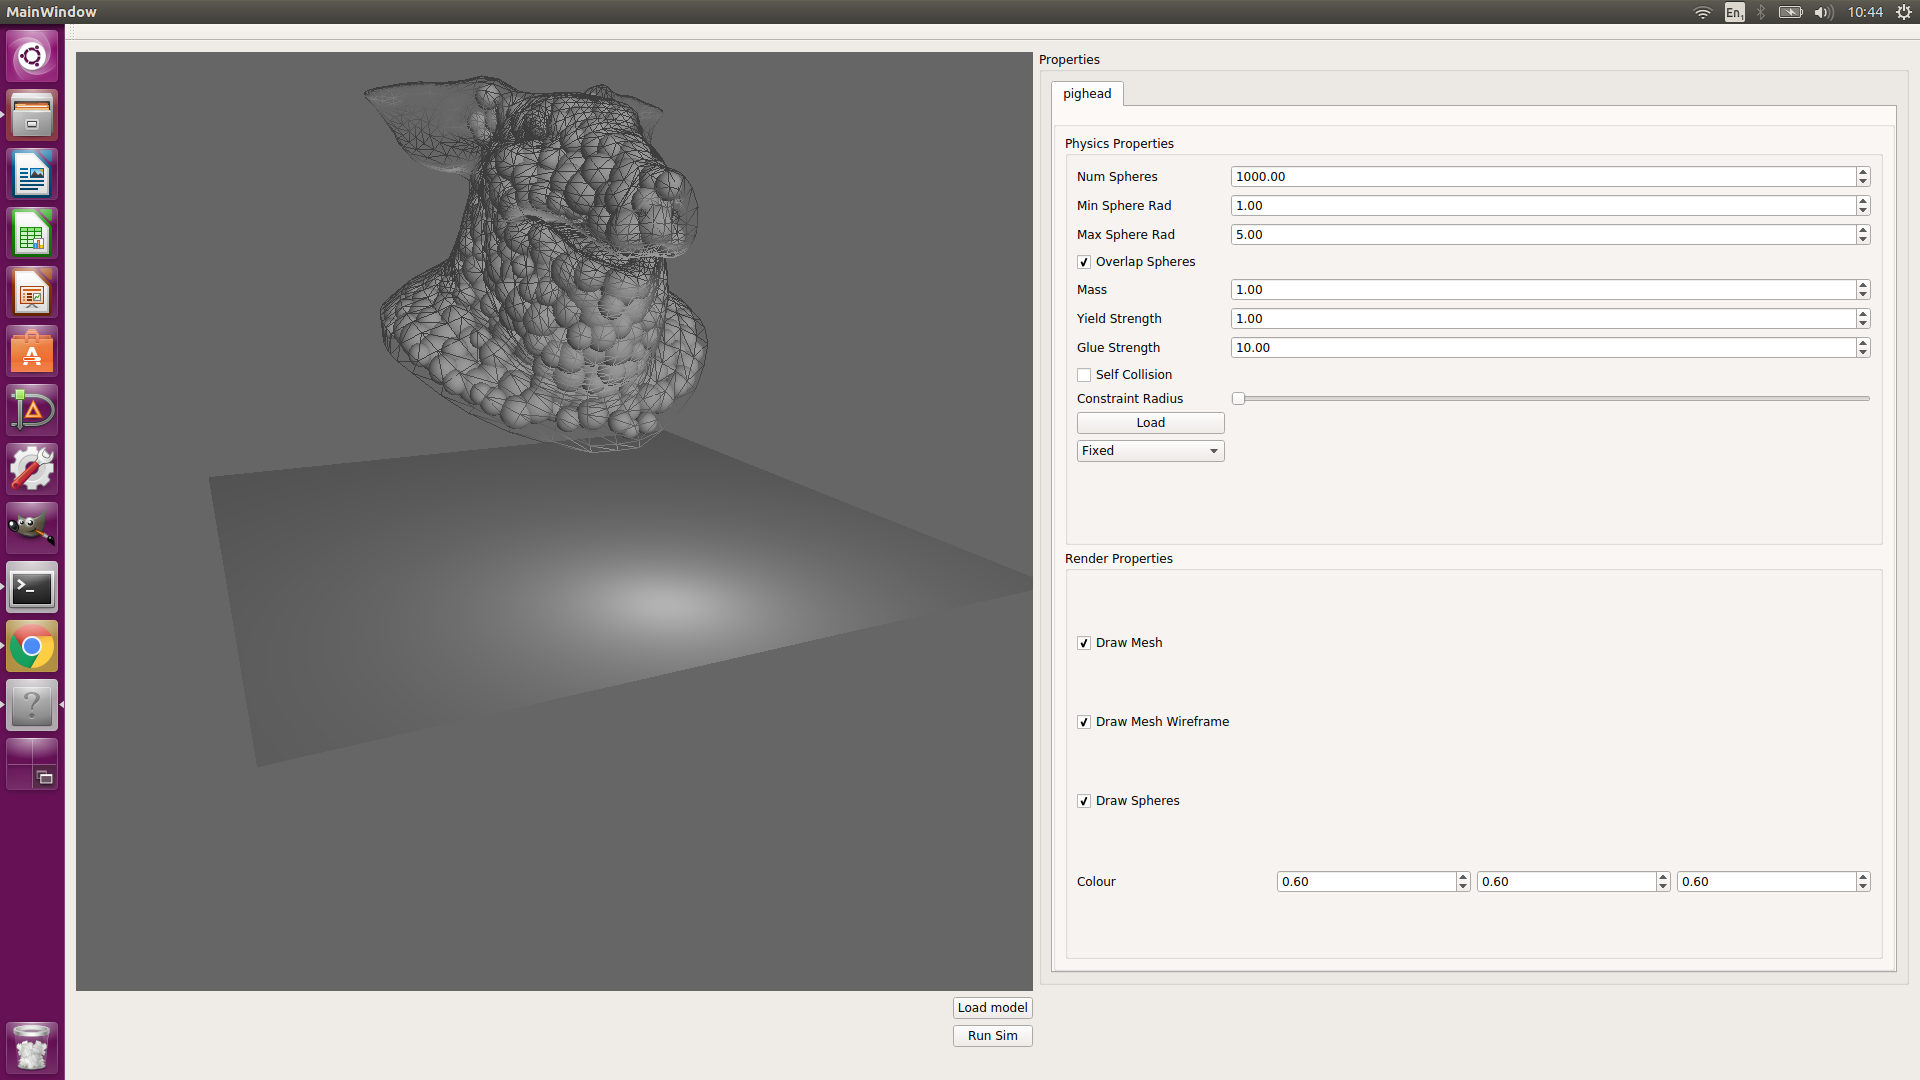 MainWindow
En1
10:44
Properties
pighead
Physics Properties
Num Spheres 1000.00
Min Sphere Rad 1.00
Max Sphere Rad 5.00
Overlap Spheres
Mass 1.00
Yield Strength 1.00
Glue Strength 10.00
Self Collision
Constraint Radius
Load
Fixed
Render Properties
Draw Mesh
Draw Mesh Wireframe
Draw Spheres
Colour 0.60 0.60 0.60
Load model
Run Sim